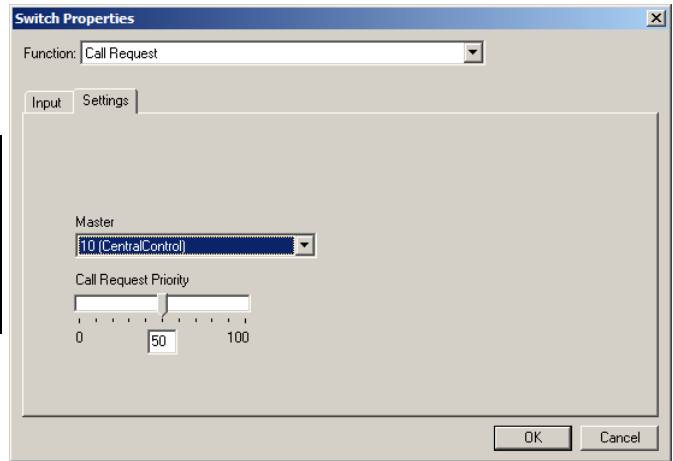 Switch Properties
Function: Call Request
Input Settings
Master
10 (CentralControl)
Call Request Priority
0 50 100
OK Cancel